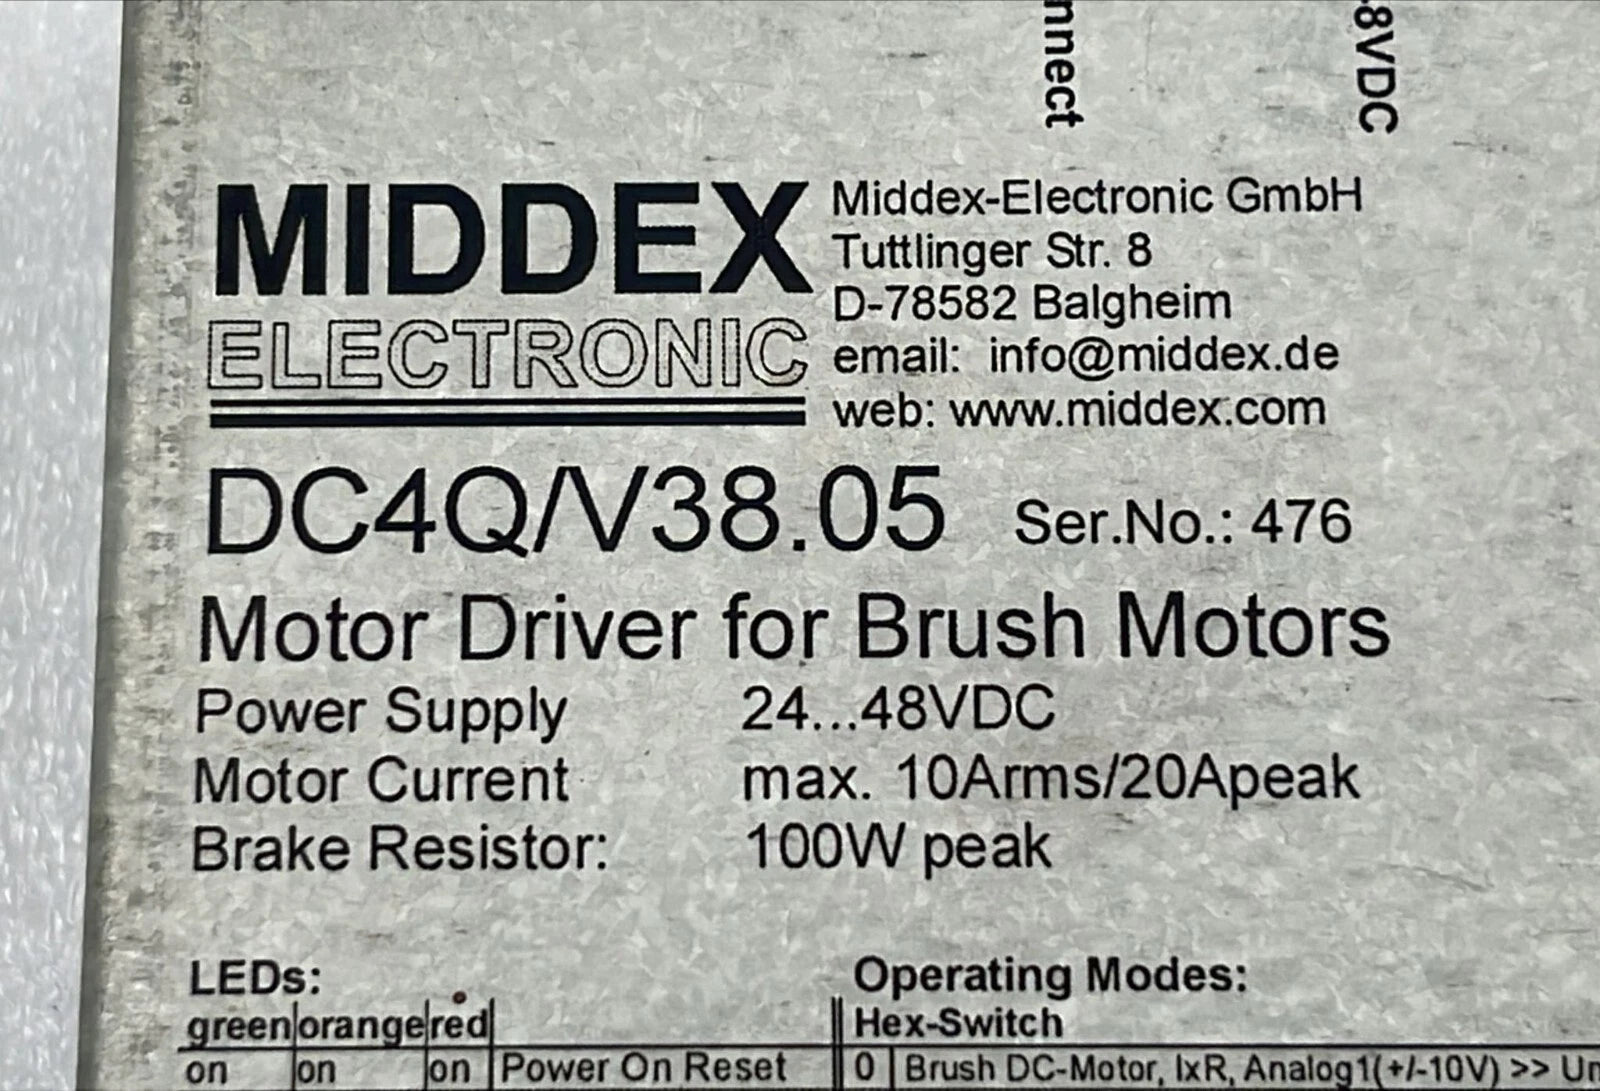 nnect
8VDC
MIDDEX
ELECTRONIC
Middex-Electronic GmbH
Tuttlinger Str. 8
D-78582 Balgheim
email: info@middex.de
web: www.middex.com
DC4Q/V38.05 Ser.No.: 476
Motor Driver for Brush Motors
Power Supply 24...48VDC
Motor Current max. 10Arms/20Apeak
Brake Resistor: 100W peak
LEDs:
green orange red
on on on Power On Reset
Operating Modes:
Hex-Switch
0 Brush DC-Motor, IxR, Analog1(+/-10V) >>